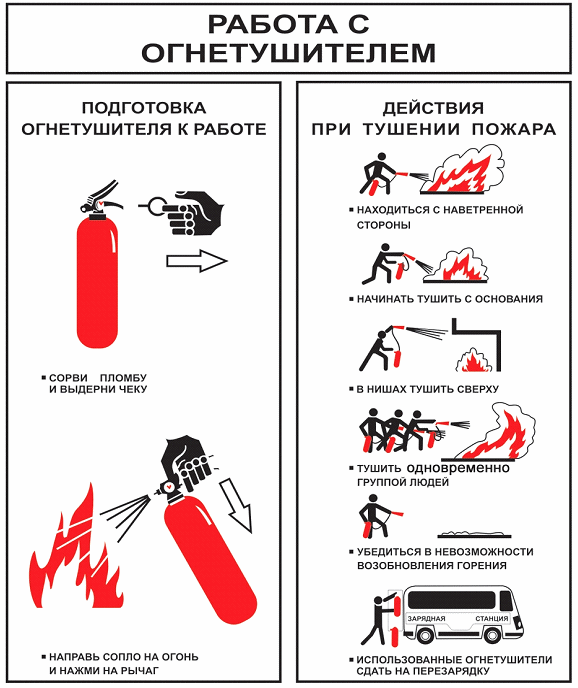 РАБОТА С
ОГНЕТУШИТЕЛЕМ
ПОДГОТОВКА
ОГНЕТУШИТЕЛЯ К РАБОТЕ
▪ СОРВИ ПЛОМБУ
И ВЫДЕРНИ ЧЕКУ
▪ НАПРАВЬ СОПЛО НА ОГОНЬ
И НАЖМИ НА РЫЧАГ
ДЕЙСТВИЯ
ПРИ ТУШЕНИИ ПОЖАРА
▪ НАХОДИТЬСЯ С НАВЕТРЕННОЙ
СТОРОНЫ
▪ НАЧИНАТЬ ТУШИТЬ С ОСНОВАНИЯ
▪ В НИШАХ ТУШИТЬ СВЕРХУ
▪ ТУШИТЬ одновременно
ГРУППОЙ ЛЮДЕЙ
▪ УБЕДИТЬСЯ В НЕВОЗМОЖНОСТИ
ВОЗОБНОВЛЕНИЯ ГОРЕНИЯ
ЗАРЯДНАЯ СТАНЦИЯ
▪ ИСПОЛЬЗОВАННЫЕ ОГНЕТУШИТЕЛИ
СДАТЬ НА ПЕРЕЗАРЯДКУ